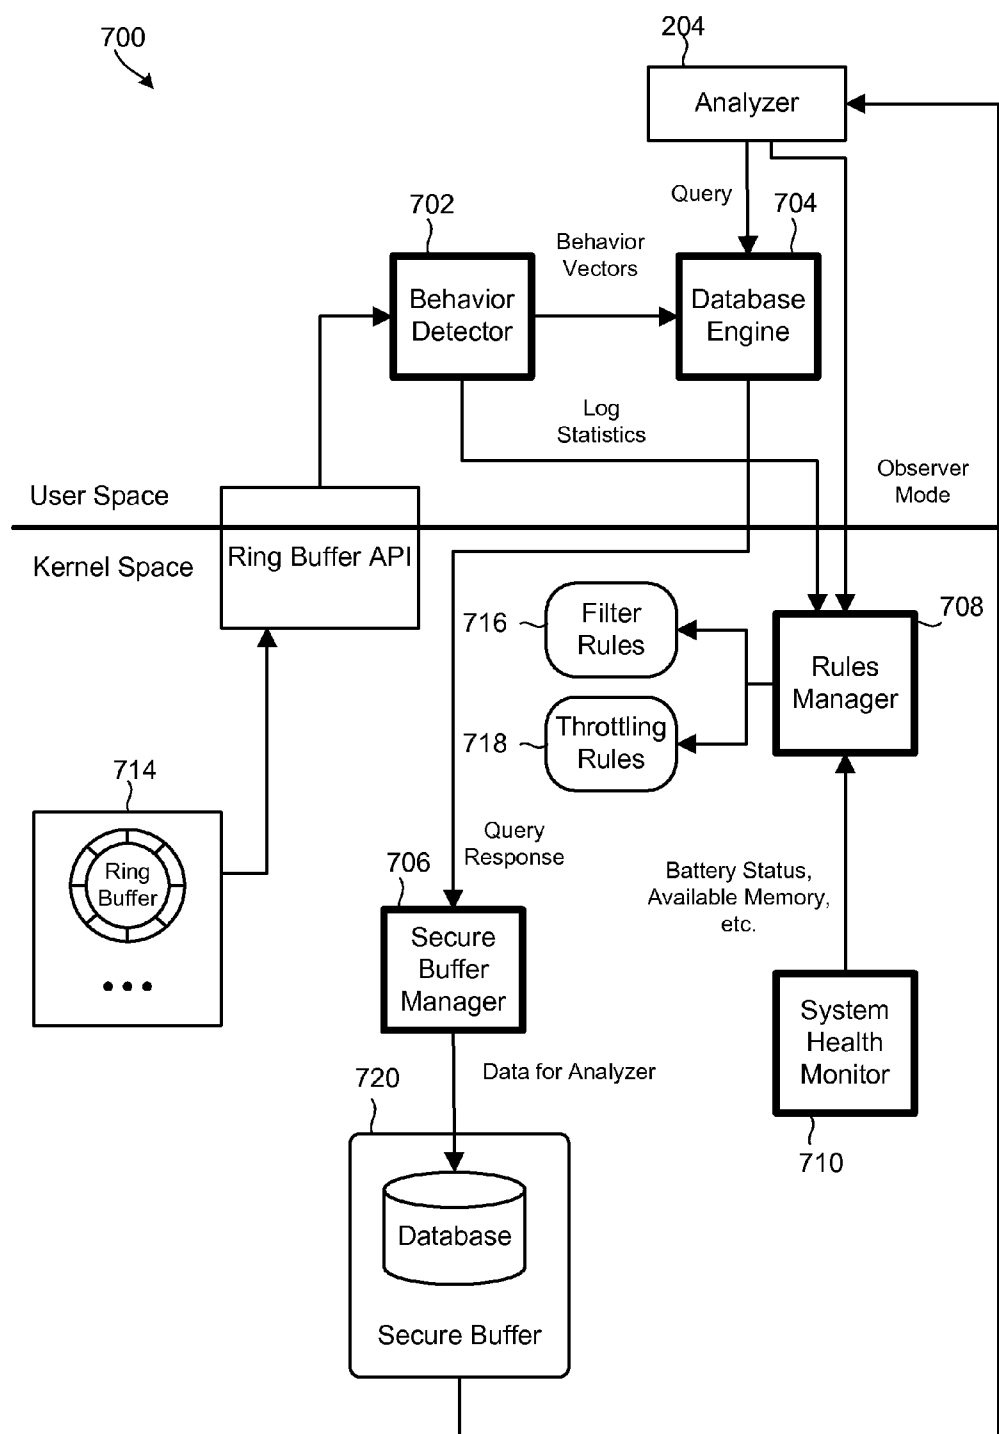 700
204
Analyzer
Query
702
704
Behavior
Vectors
Behavior
Detector
Database
Engine
Log
Statistics
Observer
Mode
User Space
Kernel Space
Ring Buffer API
716
Filter
Rules
708
Rules
Manager
718
Throttling
Rules
714
Ring
Buffer
Query
Response
706
Battery Status,
Available Memory,
etc.
Secure
Buffer
Manager
System
Health
Monitor
720
Data for Analyzer
710
Database
Secure Buffer